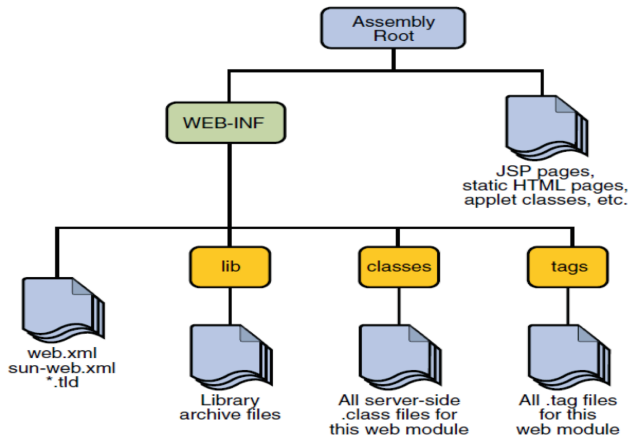 Assembly
Root
WEB-INF
JSP pages,
static HTML pages,
applet classes, etc.
lib
classes
tags
web.xml
sun-web.xml
*.tld
Library
archive files
All server-side
.class files for
this web module
All .tag files
for this
web module